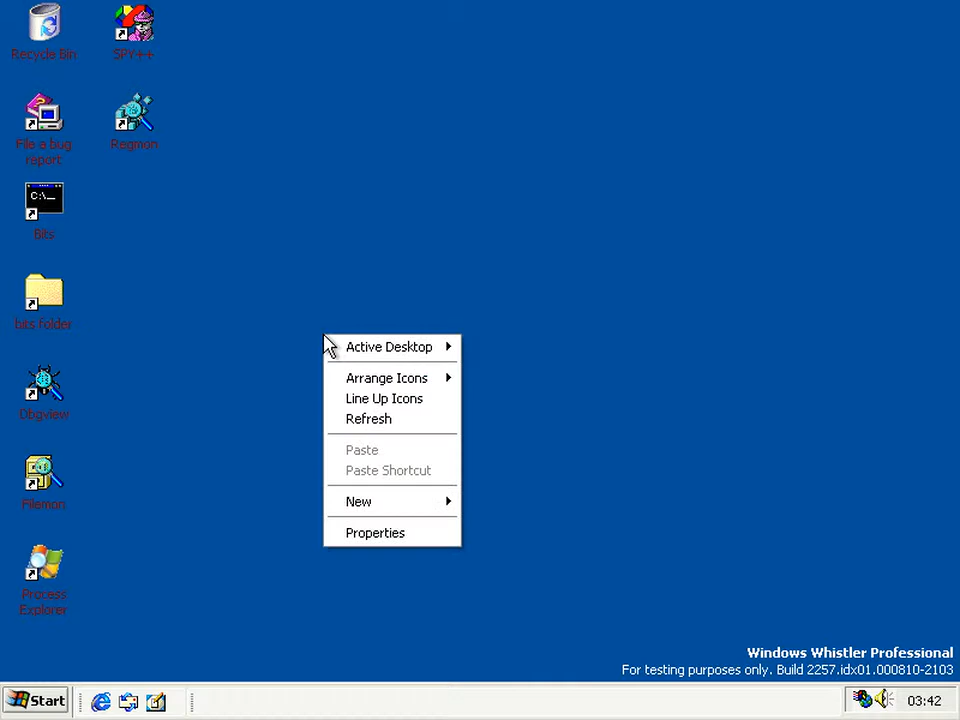 Recycle Bin
SPY++
File a bug
report
Regmon
C:\_
Bits
bits folder
Dbgview
Filemon
Process
Explorer
Active Desktop
Arrange Icons
Line Up Icons
Refresh
Paste
Paste Shortcut
New
Properties
Windows Whistler Professional
For testing purposes only. Build 2257.idx01.000810-2103
Start
03:42